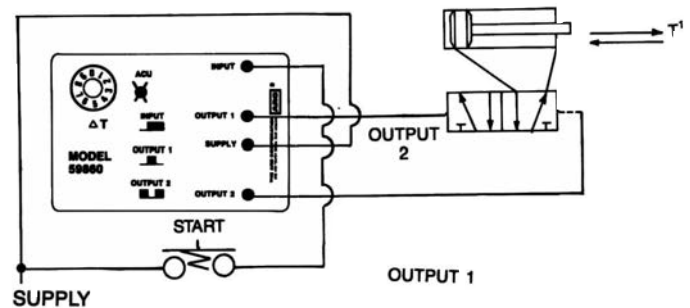 INPUT
ACU
ΔT
INPUT
OUTPUT 1
OUTPUT 1
SUPPLY
MODEL
59860
OUTPUT 2
OUTPUT 2
START
SUPPLY
OUTPUT
2
OUTPUT 1
T¹
T T